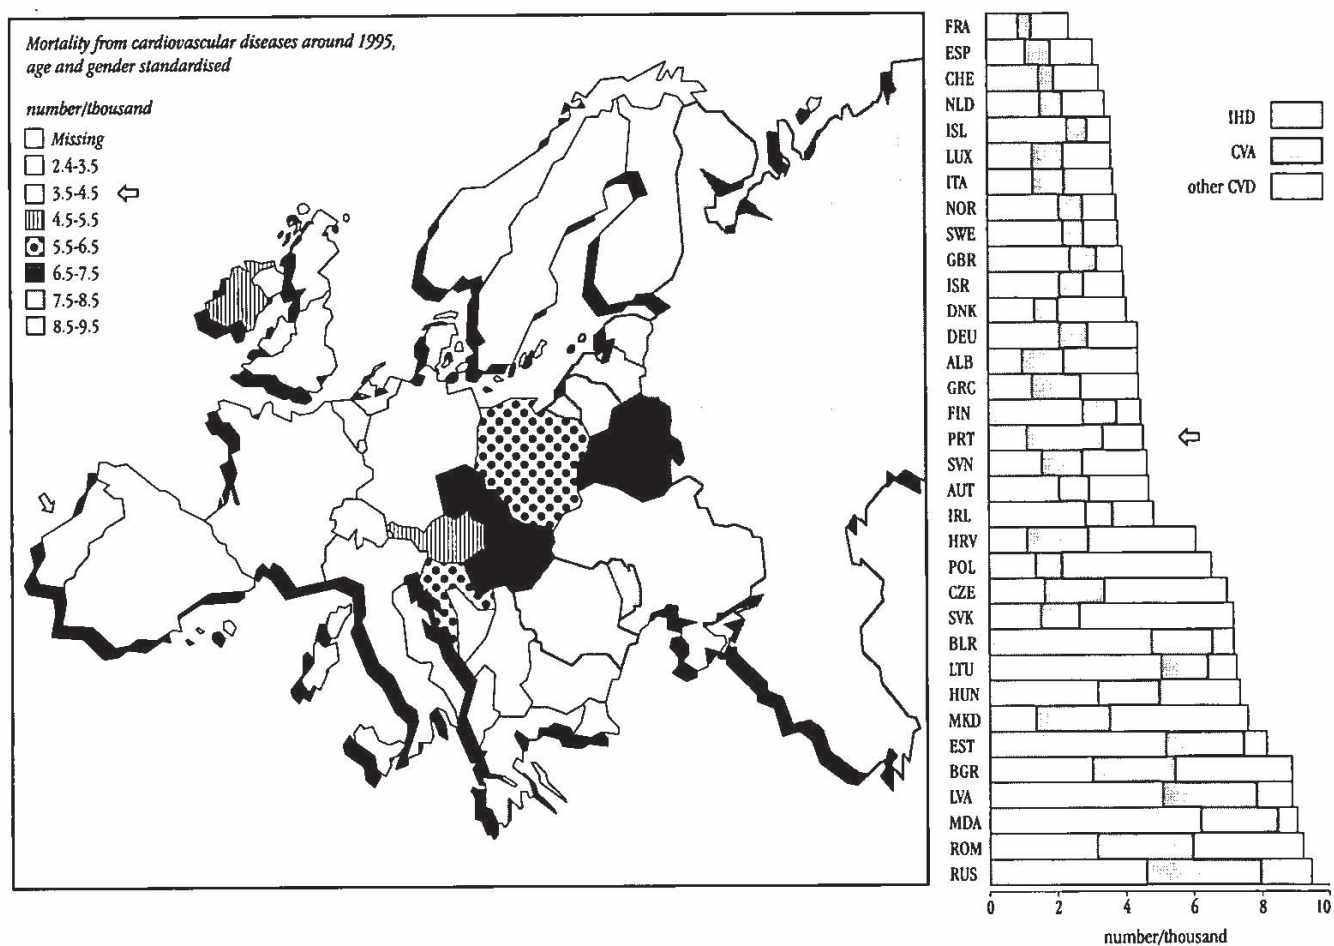 Mortality from cardiovascular diseases around 1995,
age and gender standardised
number/thousand
Missing
2.4-3.5
3.5-4.5
4.5-5.5
5.5-6.5
6.5-7.5
7.5-8.5
8.5-9.5
FRA
ESP
CHE
NLD
ISL
LUX
ITA
NOR
SWE
GBR
ISR
DNK
DEU
ALB
GRC
FIN
PRT
SVN
AUT
IRL
HRV
POL
CZE
SVK
BLR
LTU
HUN
MKD
EST
BGR
LVA
MDA
ROM
RUS
IHD
CVA
other CVD
0 2 4 6 8 10
number/thousand